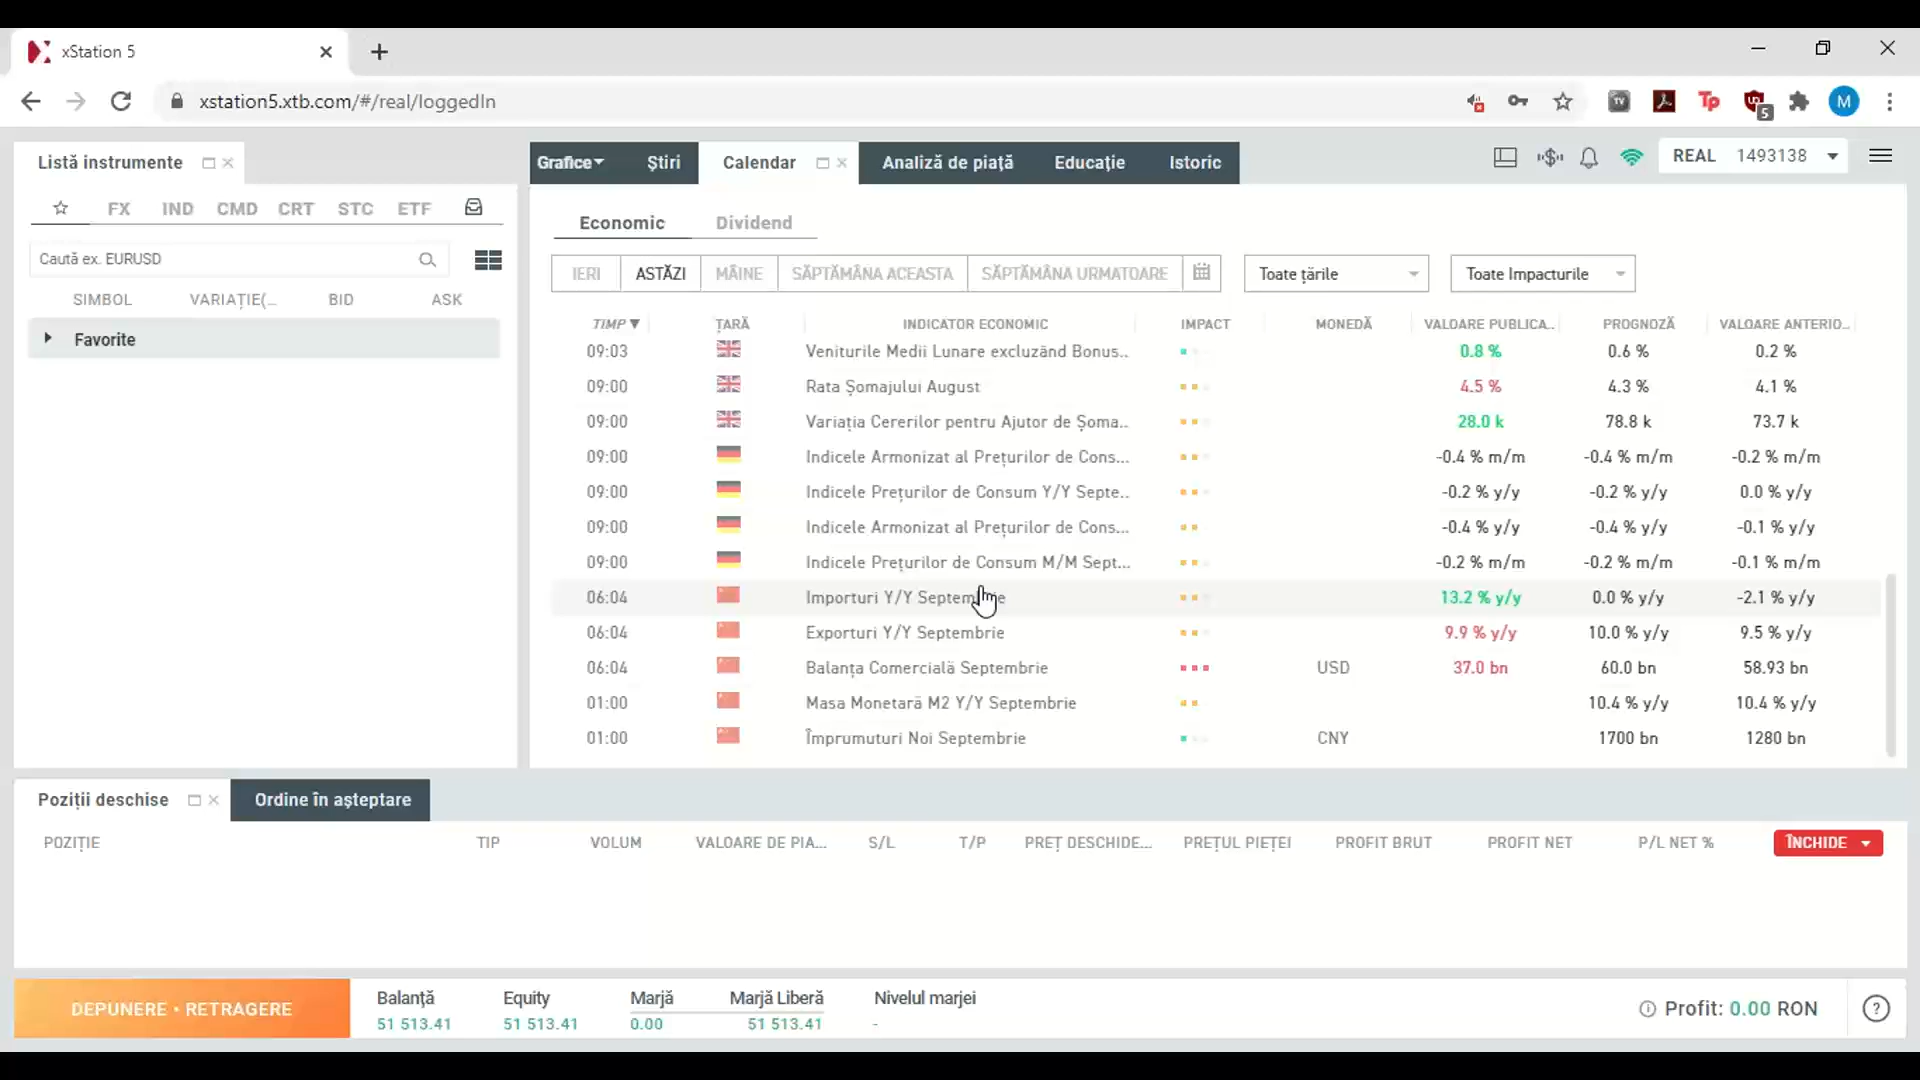 xStation 5
xstation5.xtb.com/#/real/loggedIn
TV
Tp
5
M
Listă instrumente
Grafice
Știri
Calendar
Analiză de piață
Educație
Istoric
REAL 1493138
FX IND CMD CRT STC ETF
Economic
Dividend
Caută ex. EURUSD
IERI
ASTĂZI
MÂINE
SĂPTĂMÂNA ACEASTA
SĂPTĂMÂNA URMATOARE
Toate țările
Toate Impacturile
SIMBOL VARIAȚIE(... BID ASK
Favorite
TIMP ▼ ȚARĂ INDICATOR ECONOMIC IMPACT MONEDĂ VALOARE PUBLICA... PROGNOZĂ VALOARE ANTERIO...
09:03 Veniturile Medii Lunare excluzând Bonus... 0.8 % 0.6 % 0.2 %
09:00 Rata Șomajului August 4.5 % 4.3 % 4.1 %
09:00 Variația Cererilor pentru Ajutor de Șoma... 28.0 k 78.8 k 73.7 k
09:00 Indicele Armonizat al Prețurilor de Cons... -0.4 % m/m -0.4 % m/m -0.2 % m/m
09:00 Indicele Prețurilor de Consum Y/Y Septe... -0.2 % y/y -0.2 % y/y 0.0 % y/y
09:00 Indicele Armonizat al Prețurilor de Cons... -0.4 % y/y -0.4 % y/y -0.1 % y/y
09:00 Indicele Prețurilor de Consum M/M Sept... -0.2 % m/m -0.2 % m/m -0.1 % m/m
06:04 Importuri Y/Y Septembrie 13.2 % y/y 0.0 % y/y -2.1 % y/y
06:04 Exporturi Y/Y Septembrie 9.9 % y/y 10.0 % y/y 9.5 % y/y
06:04 Balanța Comercială Septembrie USD 37.0 bn 60.0 bn 58.93 bn
01:00 Masa Monetară M2 Y/Y Septembrie 10.4 % y/y 10.4 % y/y
01:00 Împrumuturi Noi Septembrie CNY 1700 bn 1280 bn
Poziții deschise
Ordine în așteptare
POZIȚIE TIP VOLUM VALOARE DE PIA... S/L T/P PREȚ DESCHIDE... PREȚUL PIEȚEI PROFIT BRUT PROFIT NET P/L NET % ÎNCHIDE
DEPUNERE • RETRAGERE
Balanță Equity Marjă Marjă Liberă Nivelul marjei
51 513.41 51 513.41 0.00 51 513.41 -
Profit: 0.00 RON
?